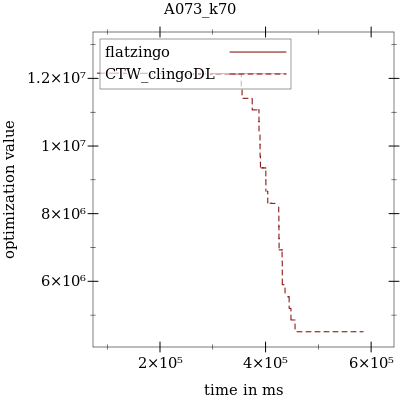 A073_k70
flatzingo
CTW_clingoDL
1.2×10⁷
1×10⁷
8×10⁶
6×10⁶
optimization value
2×10⁵ 4×10⁵ 6×10⁵
time in ms